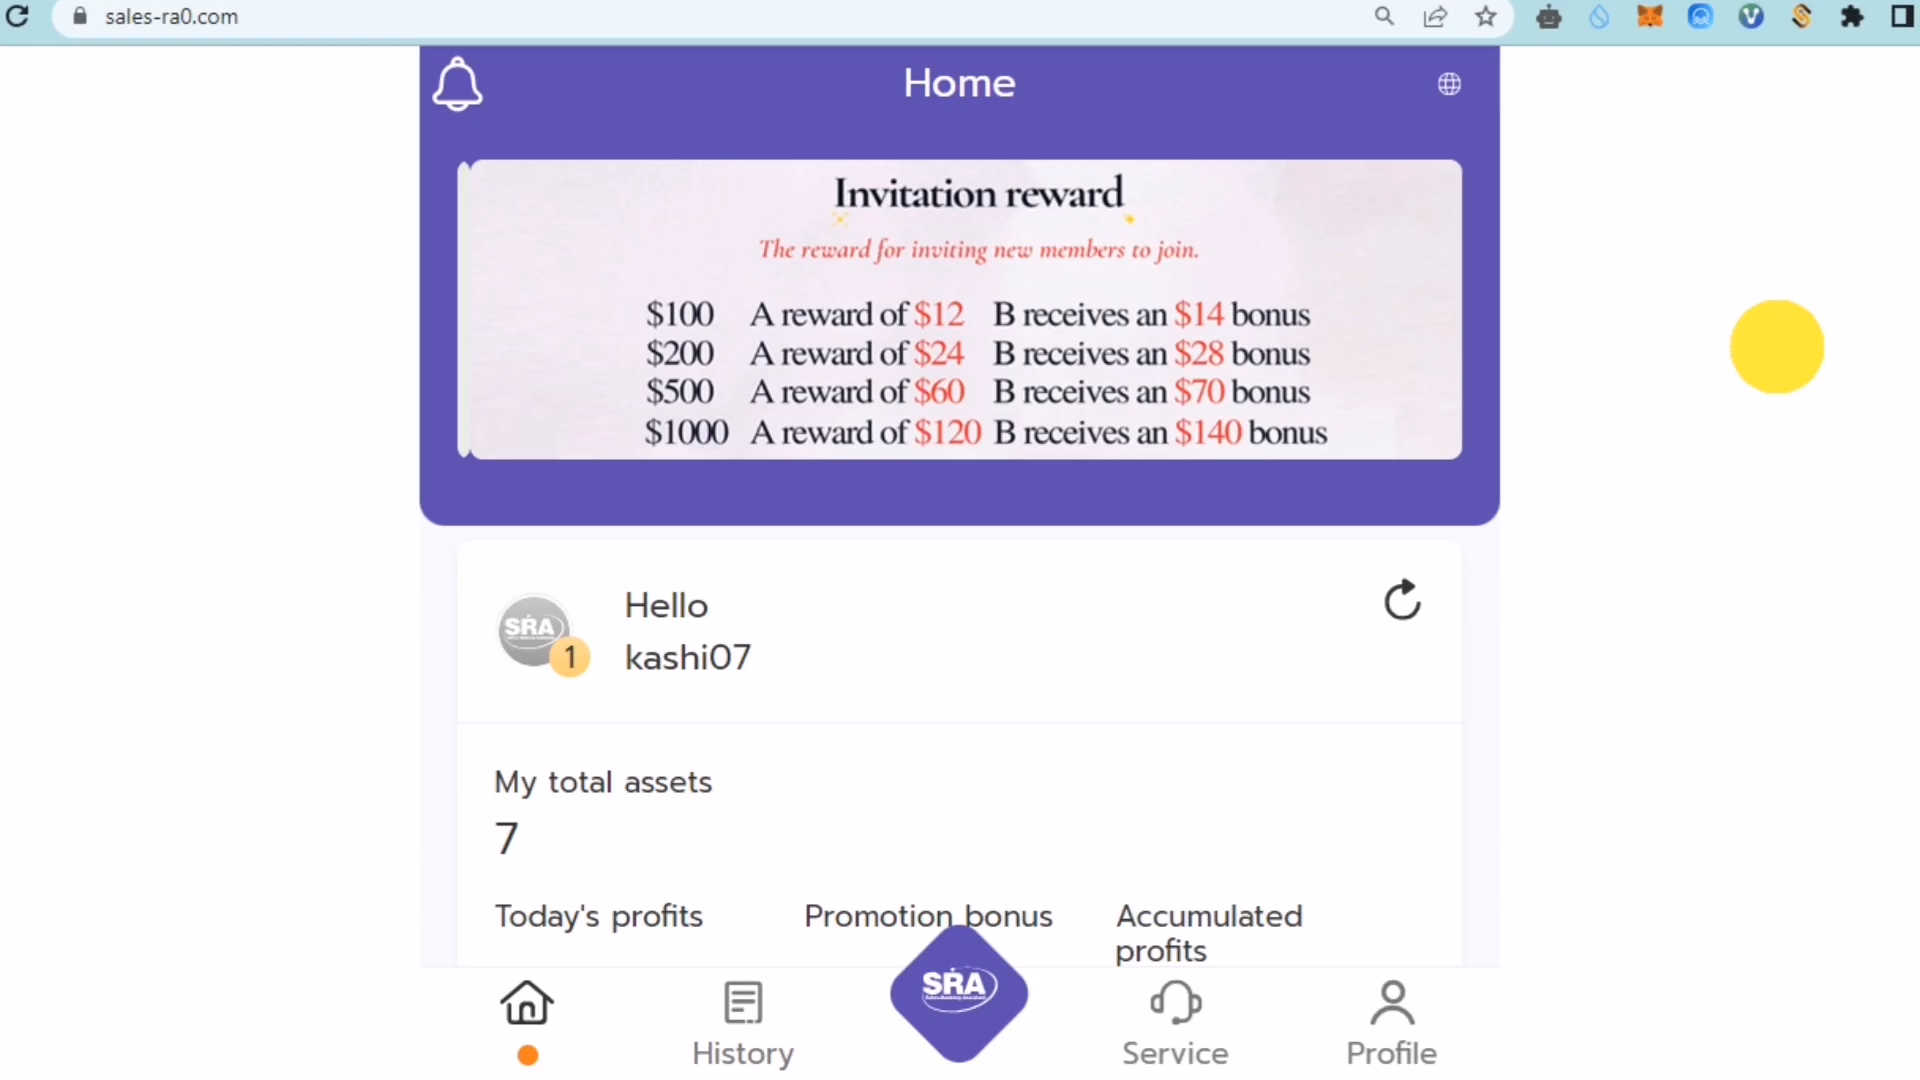 sales-ra0.com
Home
Invitation reward
The reward for inviting new members to join.
$100 A reward of $12 B receives an $14 bonus
$200 A reward of $24 B receives an $28 bonus
$500 A reward of $60 B receives an $70 bonus
$1000 A reward of $120 B receives an $140 bonus
SRA
1
Hello
kashi07
My total assets
7
Today's profits
Promotion bonus
Accumulated
profits
SRA
History
Service
Profile